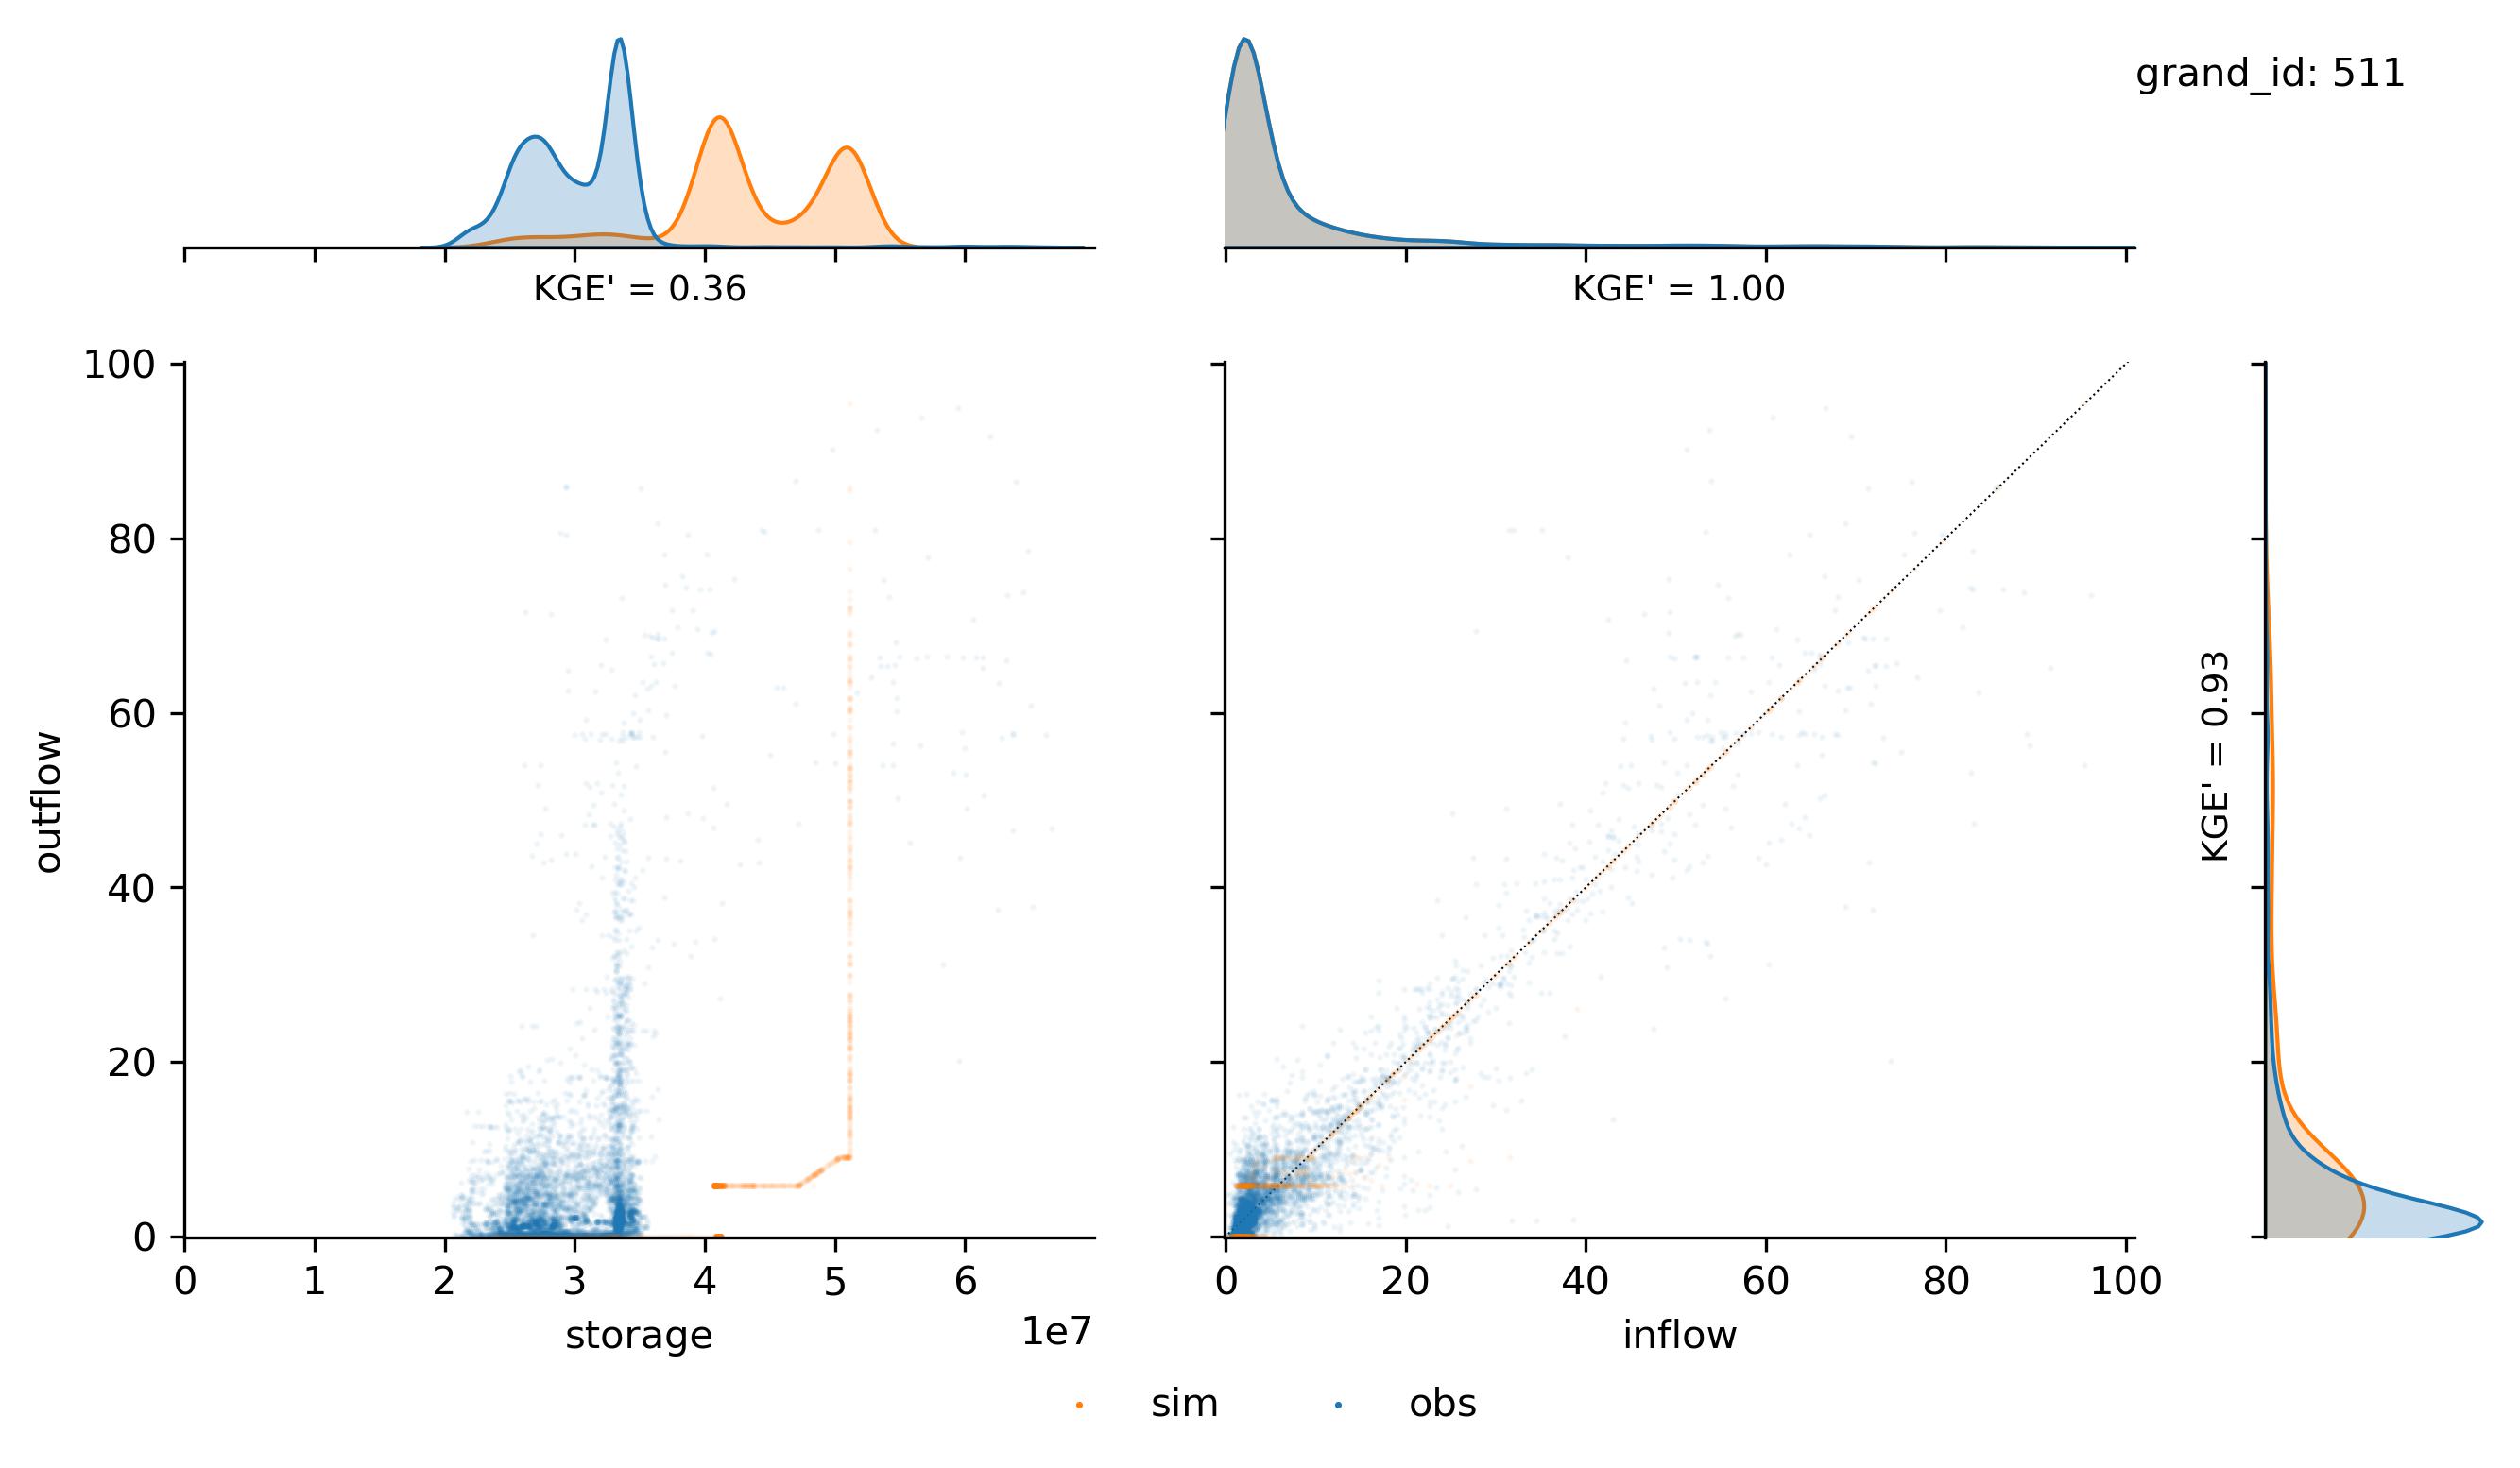 grand_id: 511
KGE' = 0.36
KGE' = 1.00
100
80
60
40
20
0
outflow
0 1 2 3 4 5 6
storage
1e7
0 20 40 60 80 100
inflow
KGE' = 0.93
sim obs